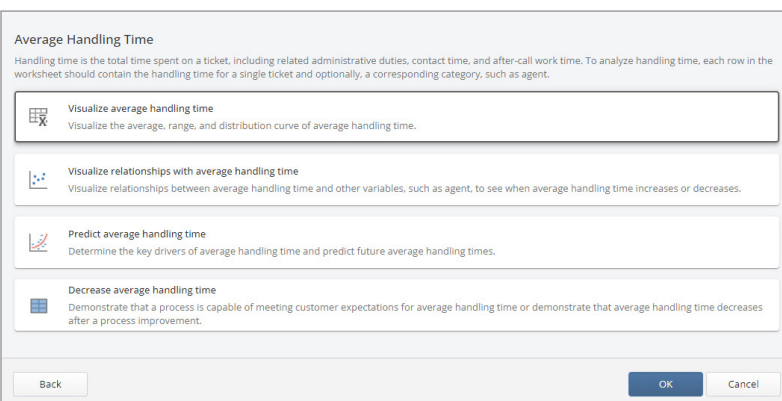 Average Handling Time
Handling time is the total time spent on a ticket, including related administrative duties, contact time, and after-call work time. To analyze handling time, each row in the
worksheet should contain the handling time for a single ticket and optionally, a corresponding category, such as agent.
Visualize average handling time
Visualize the average, range, and distribution curve of average handling time.
Visualize relationships with average handling time
Visualize relationships between average handling time and other variables, such as agent, to see when average handling time increases or decreases.
Predict average handling time
Determine the key drivers of average handling time and predict future average handling times.
Decrease average handling time
Demonstrate that a process is capable of meeting customer expectations for average handling time or demonstrate that average handling time decreases
after a process improvement.
Back OK Cancel